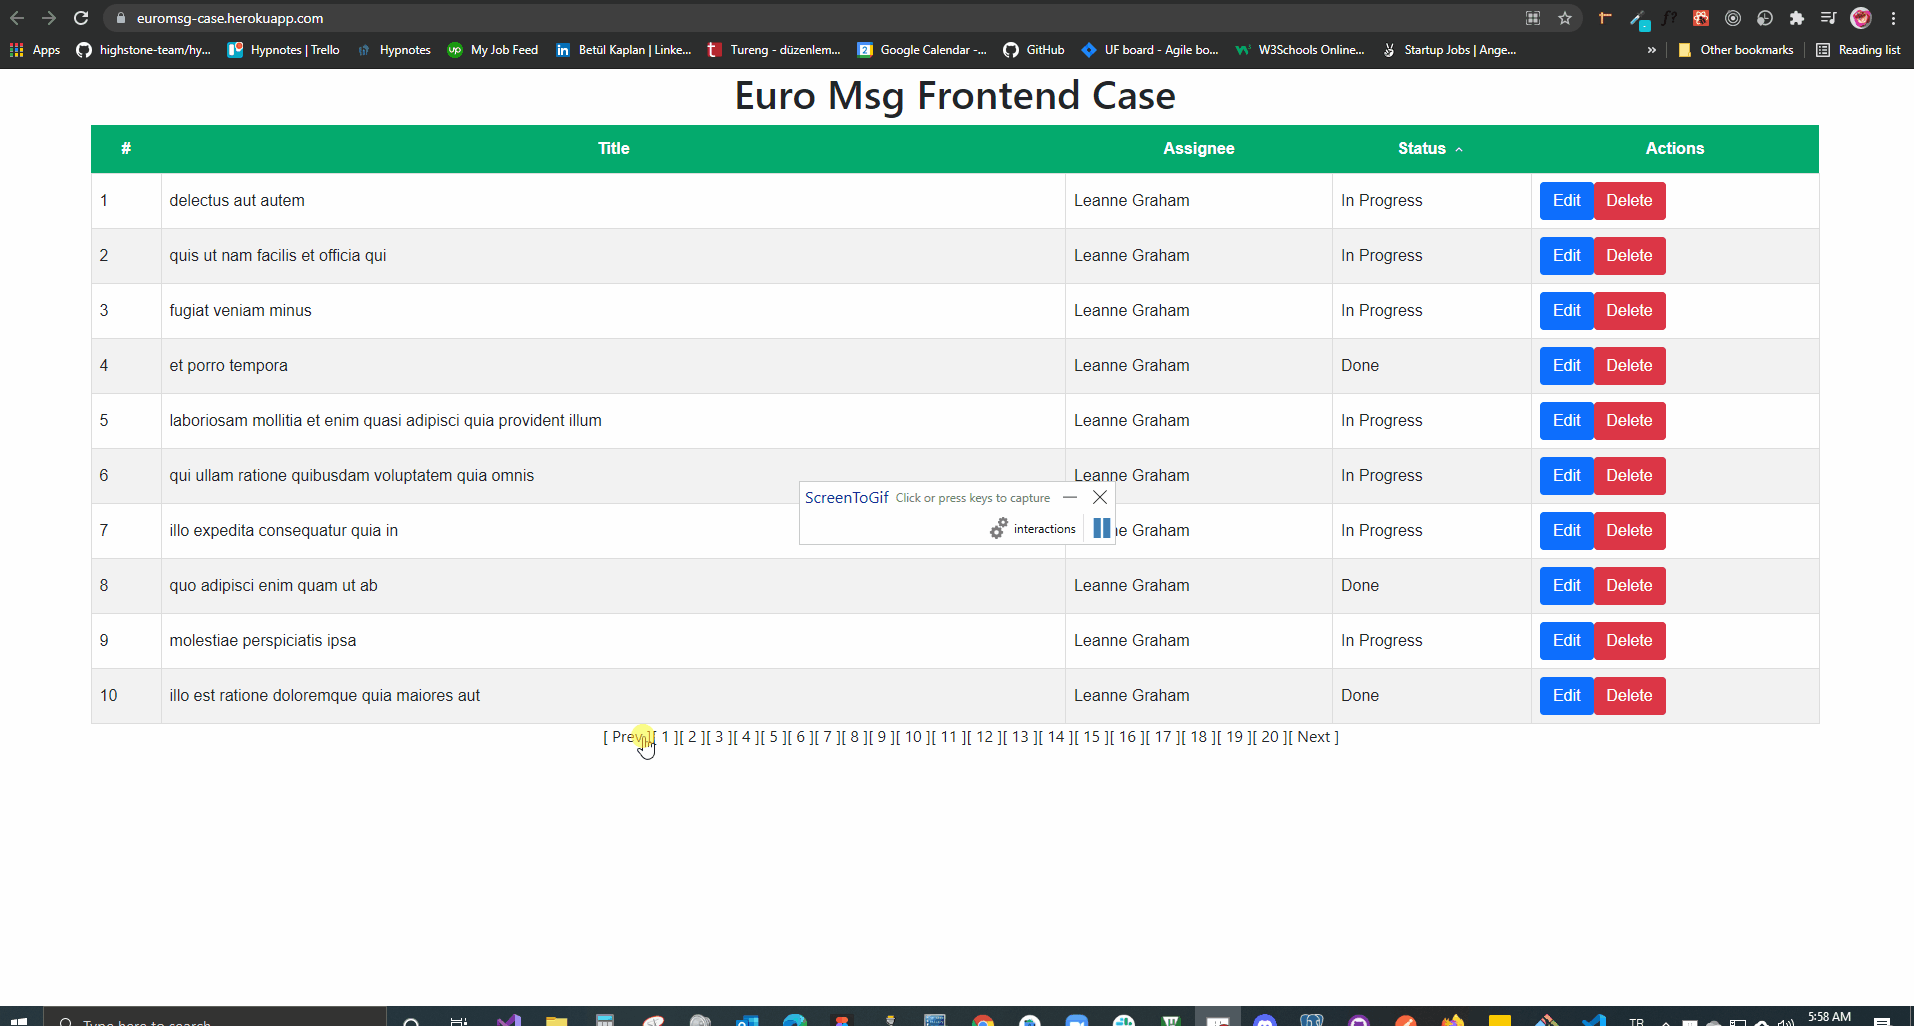 euromsg-case.herokuapp.com
Apps highstone-team/hy... Hypnotes | Trello Hypnotes My Job Feed Betül Kaplan | Linke... Tureng - düzenlem... Google Calendar -... GitHub UF board - Agile bo... W3Schools Online... Startup Jobs | Ange... » Other bookmarks Reading list
Euro Msg Frontend Case
# Title Assignee Status Actions
1 delectus aut autem Leanne Graham In Progress Edit Delete
2 quis ut nam facilis et officia qui Leanne Graham In Progress Edit Delete
3 fugiat veniam minus Leanne Graham In Progress Edit Delete
4 et porro tempora Leanne Graham Done Edit Delete
5 laboriosam mollitia et enim quasi adipisci quia provident illum Leanne Graham In Progress Edit Delete
6 qui ullam ratione quibusdam voluptatem quia omnis Leanne Graham In Progress Edit Delete
ScreenToGif Click or press keys to capture
interactions
7 illo expedita consequatur quia in ne Graham In Progress Edit Delete
8 quo adipisci enim quam ut ab Leanne Graham Done Edit Delete
9 molestiae perspiciatis ipsa Leanne Graham In Progress Edit Delete
10 illo est ratione doloremque quia maiores aut Leanne Graham Done Edit Delete
[ Prev ][ 1 ][ 2 ][ 3 ][ 4 ][ 5 ][ 6 ][ 7 ][ 8 ][ 9 ][ 10 ][ 11 ][ 12 ][ 13 ][ 14 ][ 15 ][ 16 ][ 17 ][ 18 ][ 19 ][ 20 ][ Next ]
Type here to search TR 5:58 AM